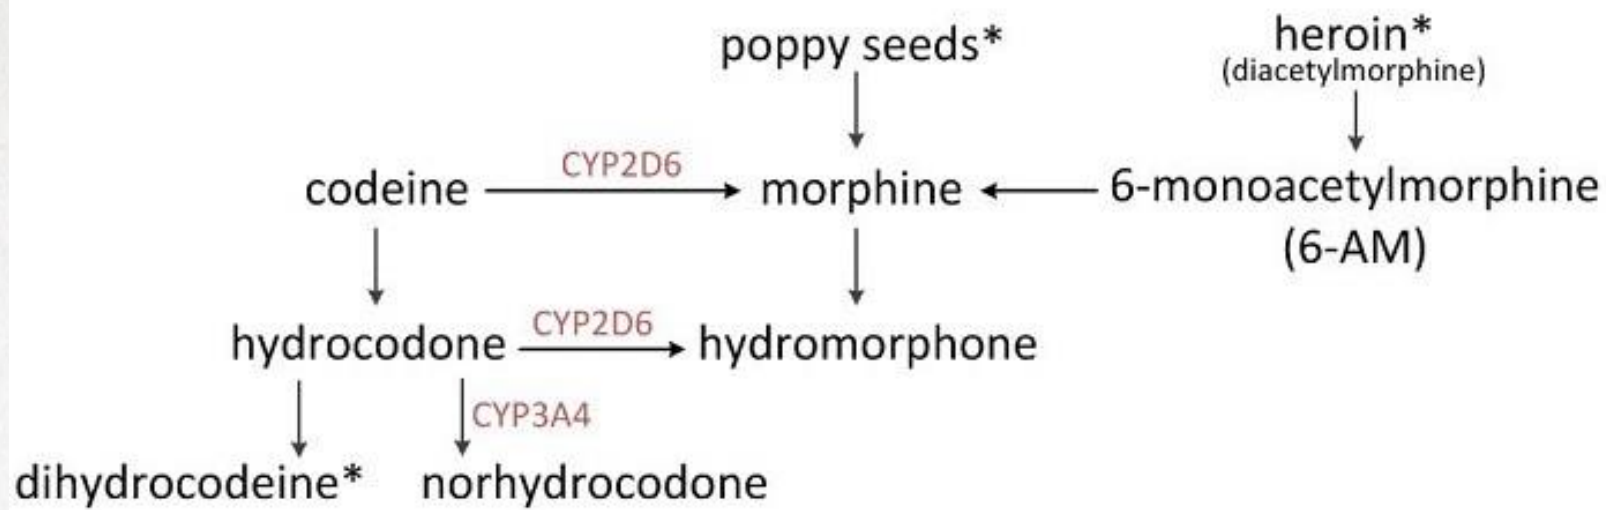 poppy seeds*
heroin*
(diacetylmorphine)
CYP2D6
codeine
morphine
6-monoacetylmorphine
(6-AM)
CYP2D6
hydrocodone
hydromorphone
CYP3A4
dihydrocodeine*
norhydrocodone